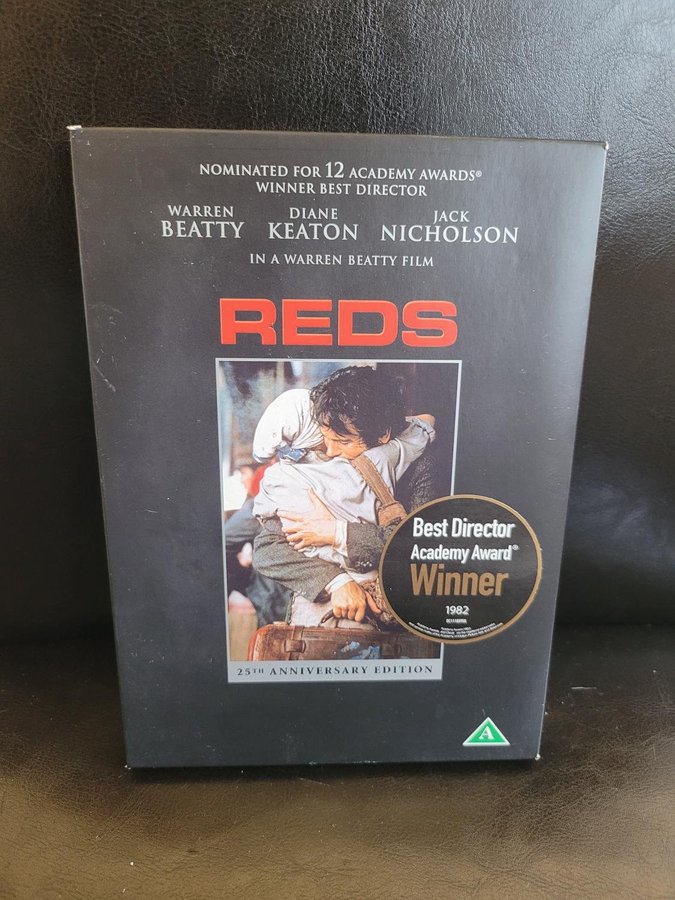 NOMINATED FOR 12 ACADEMY AWARDS®
WINNER BEST DIRECTOR
WARREN BEATTY
DIANE KEATON
JACK NICHOLSON
IN A WARREN BEATTY FILM
REDS
Best Director
Academy Award®
Winner
1982
25TH ANNIVERSARY EDITION
A